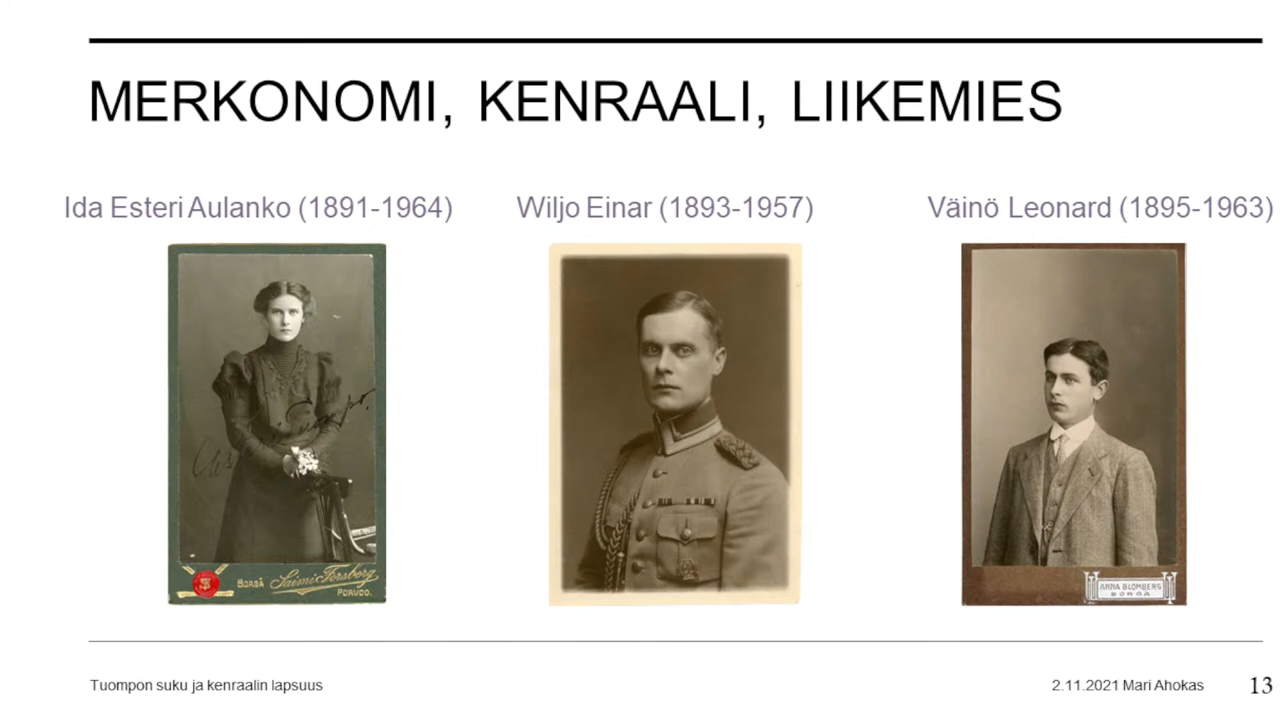 MERKONOMI, KENRAALI, LIIKEMIES
Ida Esteri Aulanko (1891-1964)
Wiljo Einar (1893-1957)
Väinö Leonard (1895-1963)
BORGÅ Saimi Forsberg
PORVOO.
ANNA BLOMBERG
BORGÅ
Tuompon suku ja kenraalin lapsuus
2.11.2021 Mari Ahokas
13